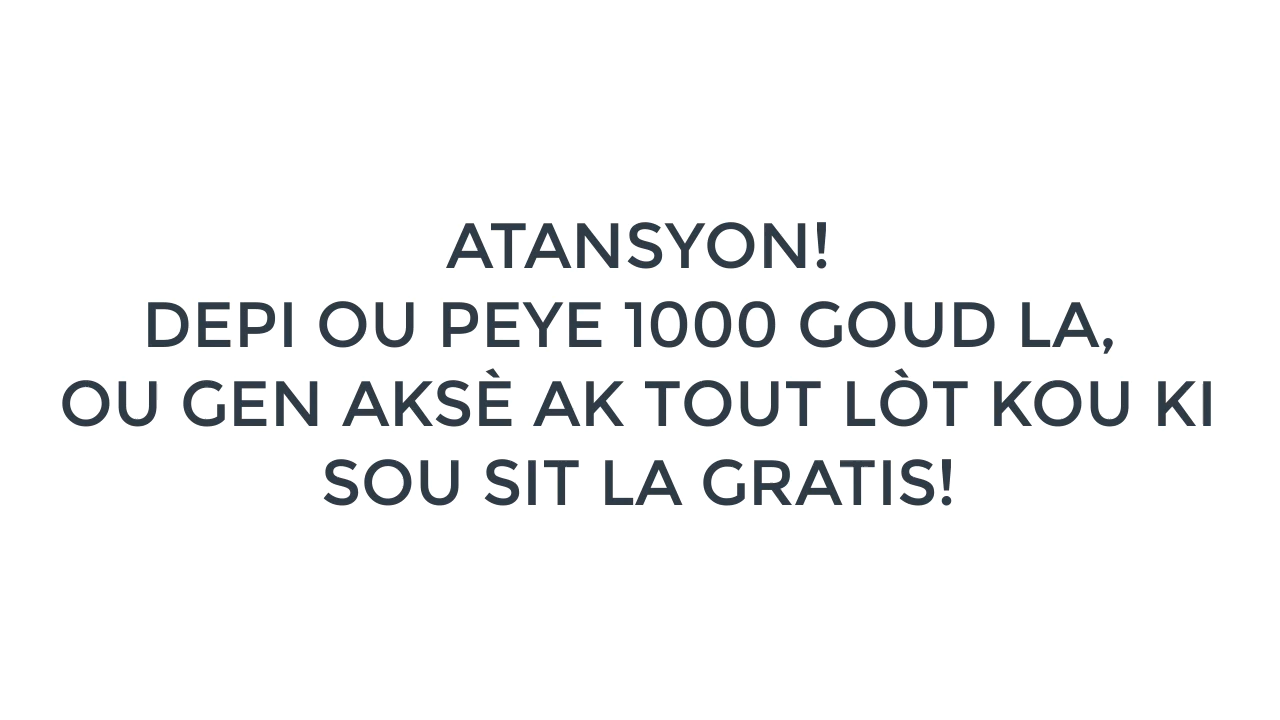 ATANSYON!
DEPI OU PEYE 1000 GOUD LA,
OU GEN AKSÈ AK TOUT LÒT KOU KI
SOU SIT LA GRATIS!